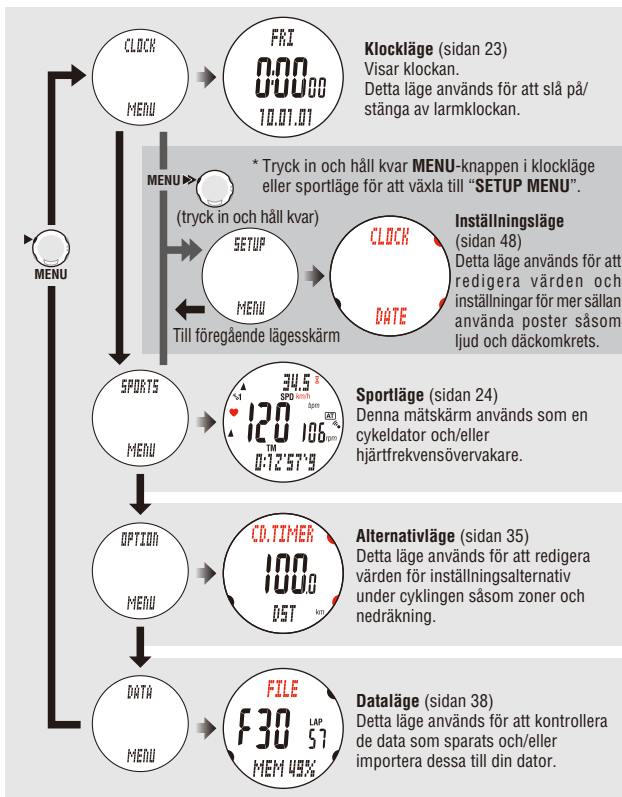 CLOCK
MENU
FRI
0:00 00
10.01.01
Klockläge (sidan 23)
Visar klockan.
Detta läge används för att slå på/
stänga av larmklockan.
MENU
* Tryck in och håll kvar MENU-knappen i klockläge
eller sportläge för att växla till “SETUP MENU”.
(tryck in och håll kvar)
MENU
SETUP
MENU
Till föregående lägesskärm
CLOCK
DATE
Inställningsläge
(sidan 48)
Detta läge används för att
redigera värden och
inställningar för mer sällan
använda poster såsom
ljud och däckomkrets.
SPORTS
MENU
34.5
SPD km/h
bpm
120
AT
106 rpm
TM
0:12'57"9
Sportläge (sidan 24)
Denna mätskärm används som en
cykeldator och/eller
hjärtfrekvensövervakare.
OPTION
MENU
CD.TIMER
100.0
DST km
Alternativläge (sidan 35)
Detta läge används för att redigera
värden för inställningsalternativ
under cyklingen såsom zoner och
nedräkning.
DATA
MENU
FILE
F30
LAP
57
MEM 49%
Dataläge (sidan 38)
Detta läge används för att kontrollera
de data som sparats och/eller
importera dessa till din dator.